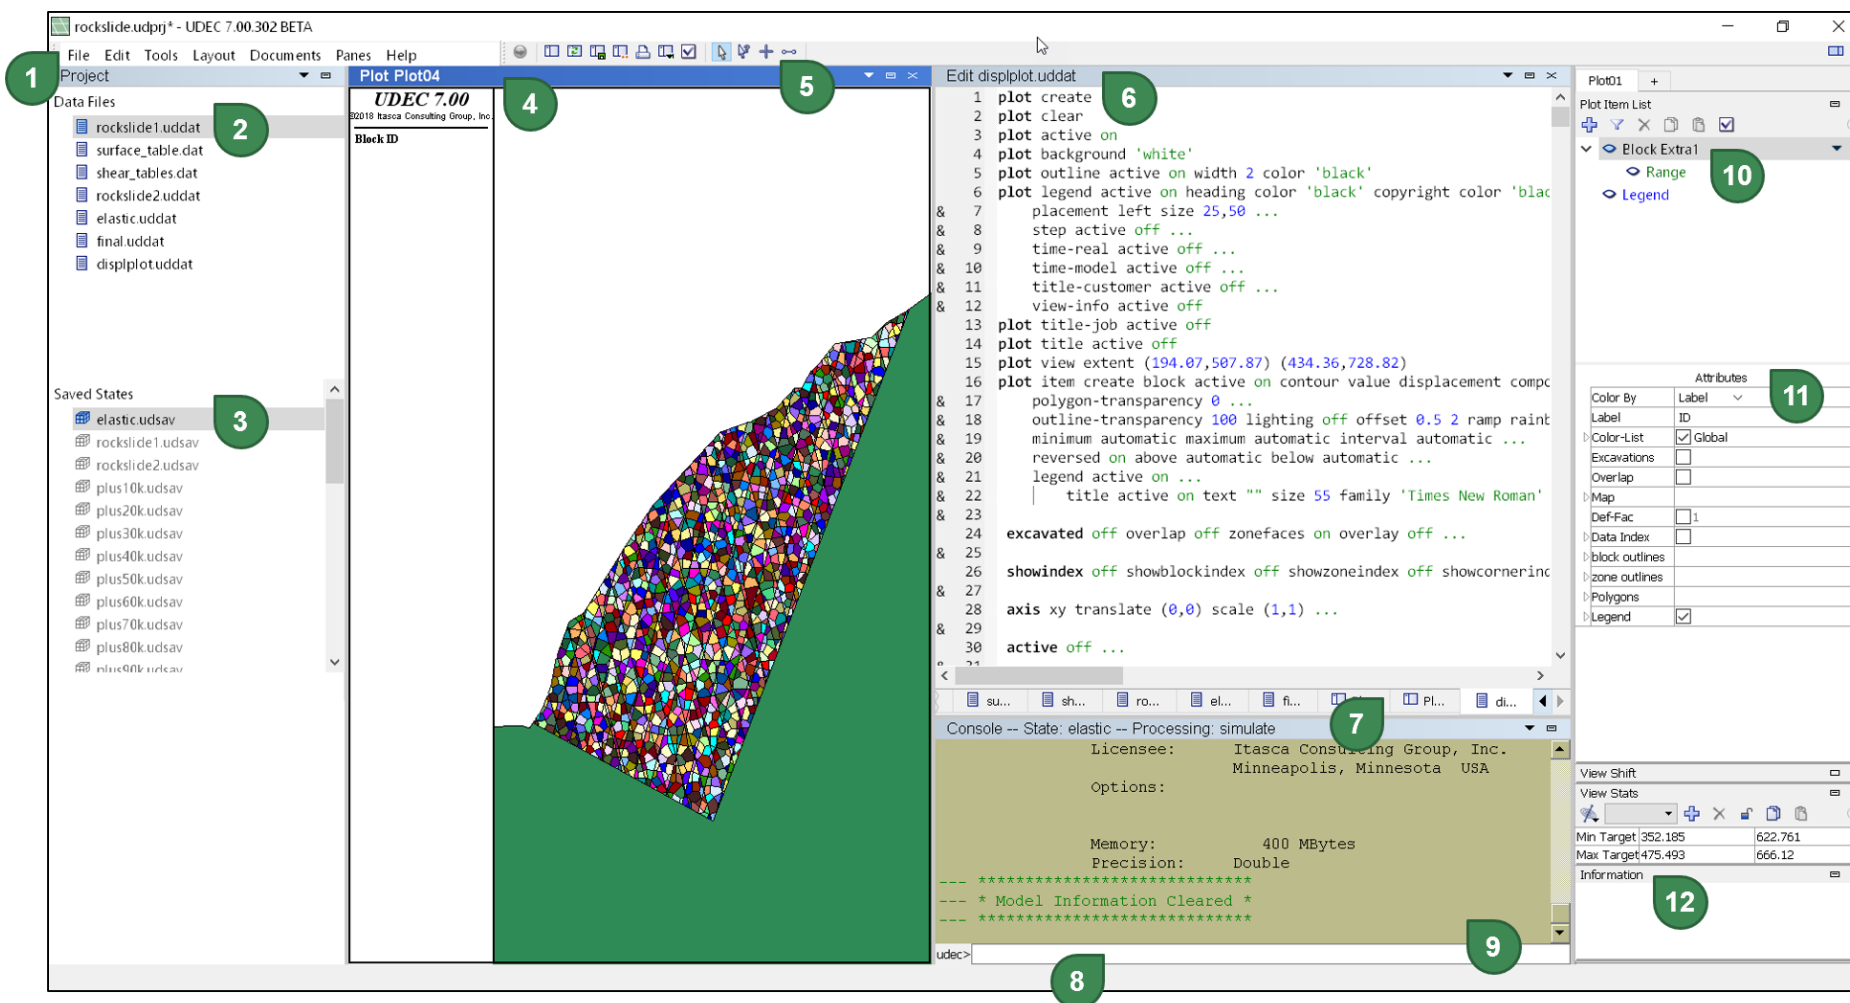 rockslide.udprj* - UDEC 7.00.302 BETA
File Edit Tools Layout Documents Panes Help
1
Project
Data Files
rockslide1.uddat
2
surface_table.dat
shear_tables.dat
rockslide2.uddat
elastic.uddat
final.uddat
displplot.uddat
Saved States
elastic.udsav
3
rockslide1.udsav
rockslide2.udsav
plus10k.udsav
plus20k.udsav
plus30k.udsav
plus40k.udsav
plus50k.udsav
plus60k.udsav
plus70k.udsav
plus80k.udsav
plus90k.udsav
Plot Plot04
4
5
UDEC 7.00
©2018 Itasca Consulting Group, Inc.
Block ID
Edit displplot.uddat
6
1 plot create
2 plot clear
3 plot active on
4 plot background 'white'
5 plot outline active on width 2 color 'black'
6 plot legend active on heading color 'black' copyright color 'blac
& 7 placement left size 25,50 ...
& 8 step active off ...
& 9 time-real active off ...
& 10 time-model active off ...
& 11 title-customer active off ...
& 12 view-info active off
13 plot title-job active off
14 plot title active off
15 plot view extent (194.07,507.87) (434.36,728.82)
16 plot item create block active on contour value displacement compo
& 17 polygon-transparency 0 ...
& 18 outline-transparency 100 lighting off offset 0.5 2 ramp rainb
& 19 minimum automatic maximum automatic interval automatic ...
& 20 reversed on above automatic below automatic ...
& 21 legend active on ...
& 22 title active on text "" size 55 family 'Times New Roman'
& 23
24 excavated off overlap off zonefaces on overlay off ...
& 25
26 showindex off showblockindex off showzoneindex off showcornerind
& 27
28 axis xy translate (0,0) scale (1,1) ...
& 29
30 active off ...
& 31
su... sh... ro... el... fi... Pl... di...
7
Console -- State: elastic -- Processing: simulate
Licensee: Itasca Consulting Group, Inc.
Minneapolis, Minnesota USA
Options:
Memory: 400 MBytes
Precision: Double
--- ****************************
--- * Model Information Cleared *
--- ****************************
9
udec>
8
Plot01 +
Plot Item List
Block Extra1
10
Range
Legend
Attributes
11
Color By Label
Label ID
Color-List Global
Excavations
Overlap
Map
Def-Fac 1
Data Index
block outlines
zone outlines
Polygons
Legend
View Shift
View Stats
Min Target 352.185 622.761
Max Target 475.493 666.12
Information
12